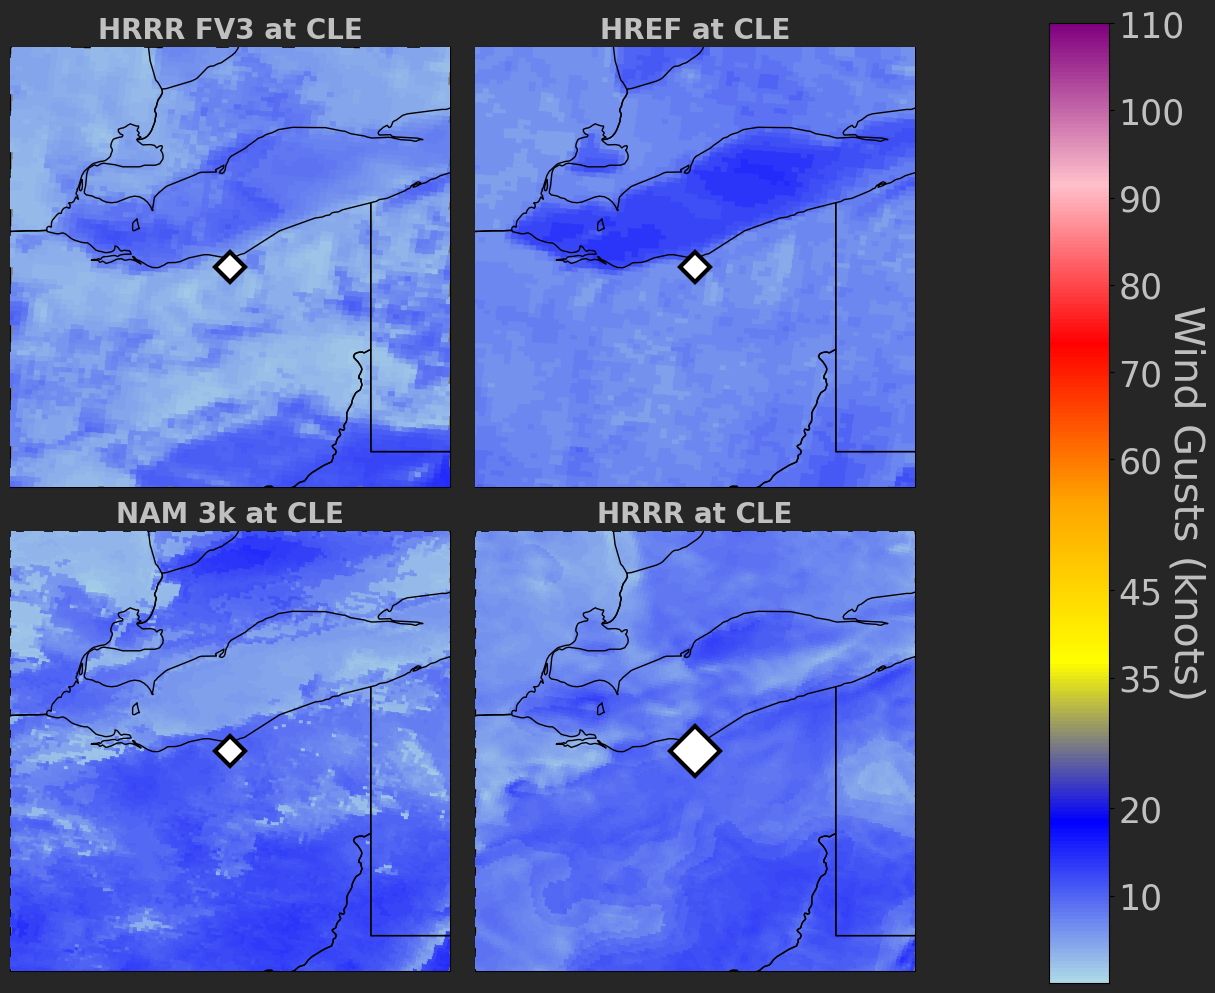 HRRR FV3 at CLE
HREF at CLE
NAM 3k at CLE
HRRR at CLE
110
100
90
80
70
60
45
35
20
10
Wind Gusts (knots)